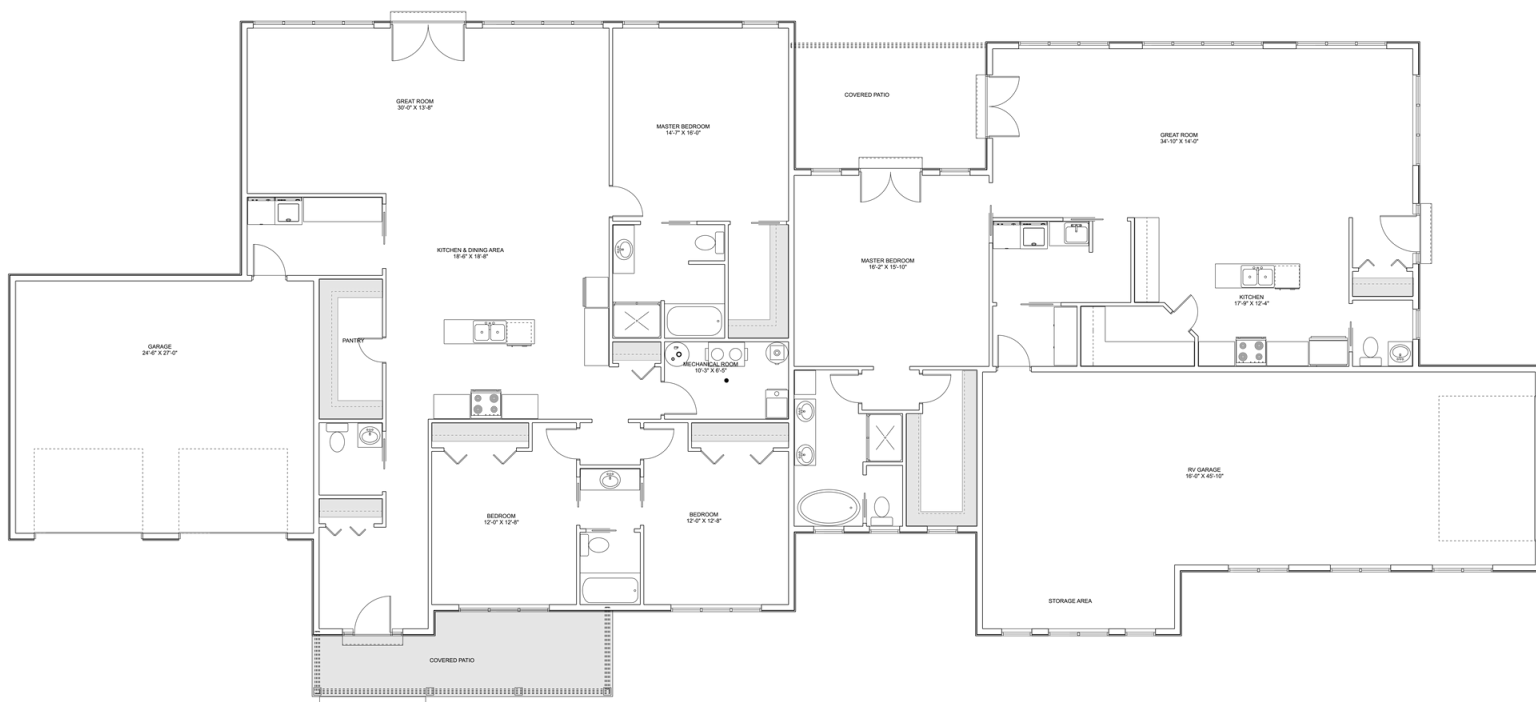 GREAT ROOM
30'-0" X 13'-8"
MASTER BEDROOM
14'-7" X 16'-0"
COVERED PATIO
GREAT ROOM
34'-10" X 14'-0"
KITCHEN & DINING AREA
18'-6" X 18'-8"
MASTER BEDROOM
16'-2" X 15'-10"
KITCHEN
17'-9" X 12'-4"
GARAGE
24'-6" X 27'-0"
PANTRY
MECHANICAL ROOM
10'-3" X 6'-5"
RV GARAGE
16'-0" X 45'-10"
BEDROOM
12'-0" X 12'-8"
BEDROOM
12'-0" X 12'-8"
STORAGE AREA
COVERED PATIO